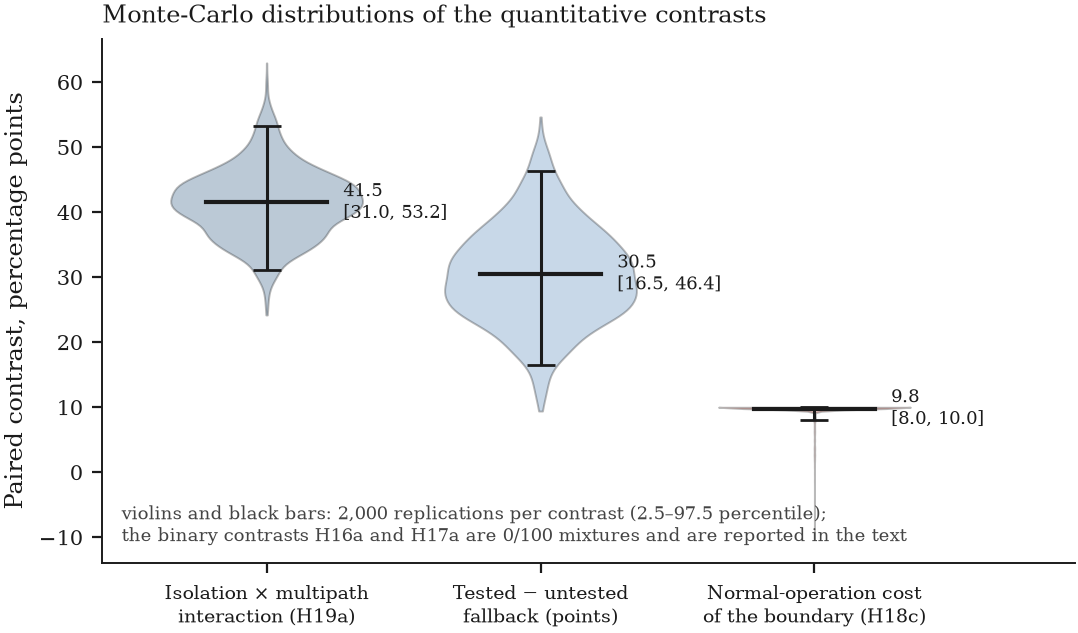 Monte-Carlo distributions of the quantitative contrasts
Paired contrast, percentage points
60
50
40
30
20
10
0
−10
41.5
[31.0, 53.2]
30.5
[16.5, 46.4]
9.8
[8.0, 10.0]
violins and black bars: 2,000 replications per contrast (2.5–97.5 percentile);
the binary contrasts H16a and H17a are 0/100 mixtures and are reported in the text
Isolation × multipath
interaction (H19a)
Tested − untested
fallback (points)
Normal-operation cost
of the boundary (H18c)